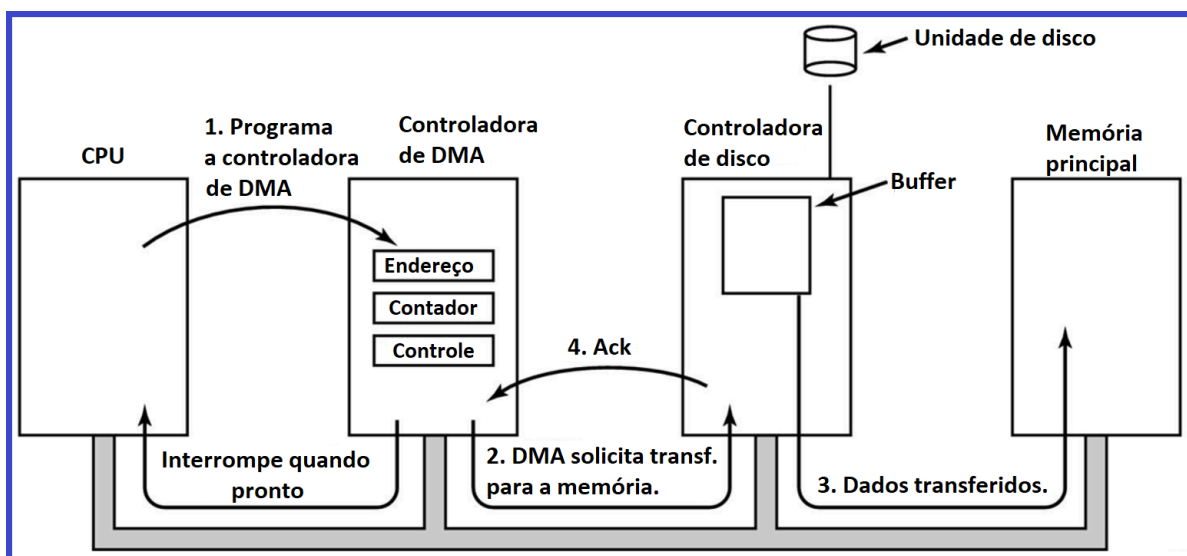 Unidade de disco
1. Programa
a controladora
de DMA
CPU
Controladora
de DMA
Controladora
de disco
Memória
principal
Buffer
Endereço
Contador
Controle
4. Ack
Interrompe quando
pronto
2. DMA solicita transf.
para a memória.
3. Dados transferidos.